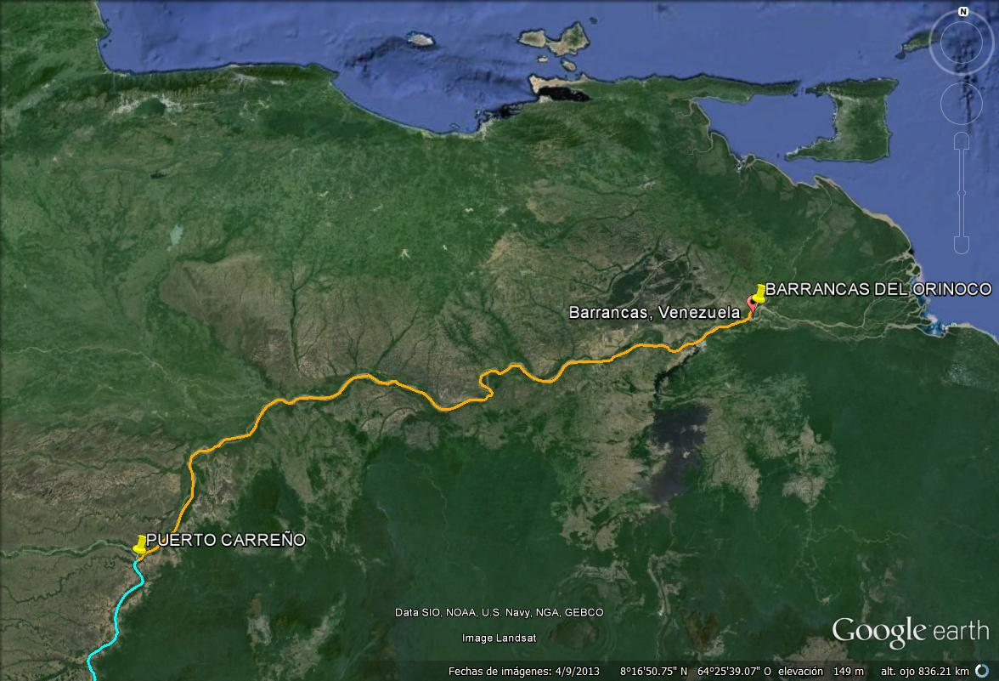 N
BARRANCAS DEL ORINOCO
Barrancas, Venezuela
PUERTO CARREÑO
Data SIO, NOAA, U.S. Navy, NGA, GEBCO
Image Landsat
Google earth
Fechas de imágenes: 4/9/2013 8°16'50.75" N 64°25'39.07" O elevación 149 m alt. ojo 836.21 km